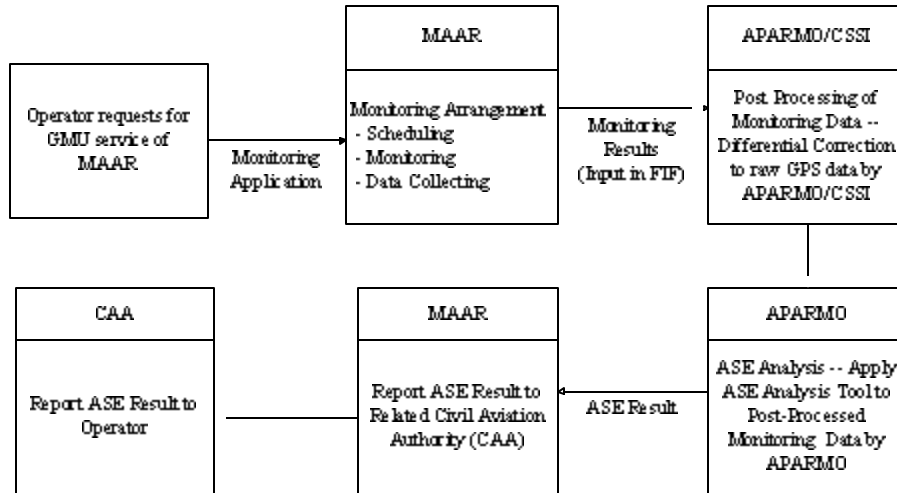 Operator requests for
GMU service of
MAAR
Monitoring
Application
MAAR
Monitoring Arrangement
- Scheduling
- Monitoring
- Data Collecting
Monitoring
Results
(Input in FIF)
APARMO/CSSI
Post Processing of
Monitoring Data --
Differential Correction
to raw GPS data by
APARMO/CSSI
APARMO
ASE Analysis -- Apply
ASE Analysis Tool to
Post-Processed
Monitoring Data by
APARMO
ASE Result
MAAR
Report ASE Result to
Related Civil Aviation
Authority (CAA)
CAA
Report ASE Result to
Operator